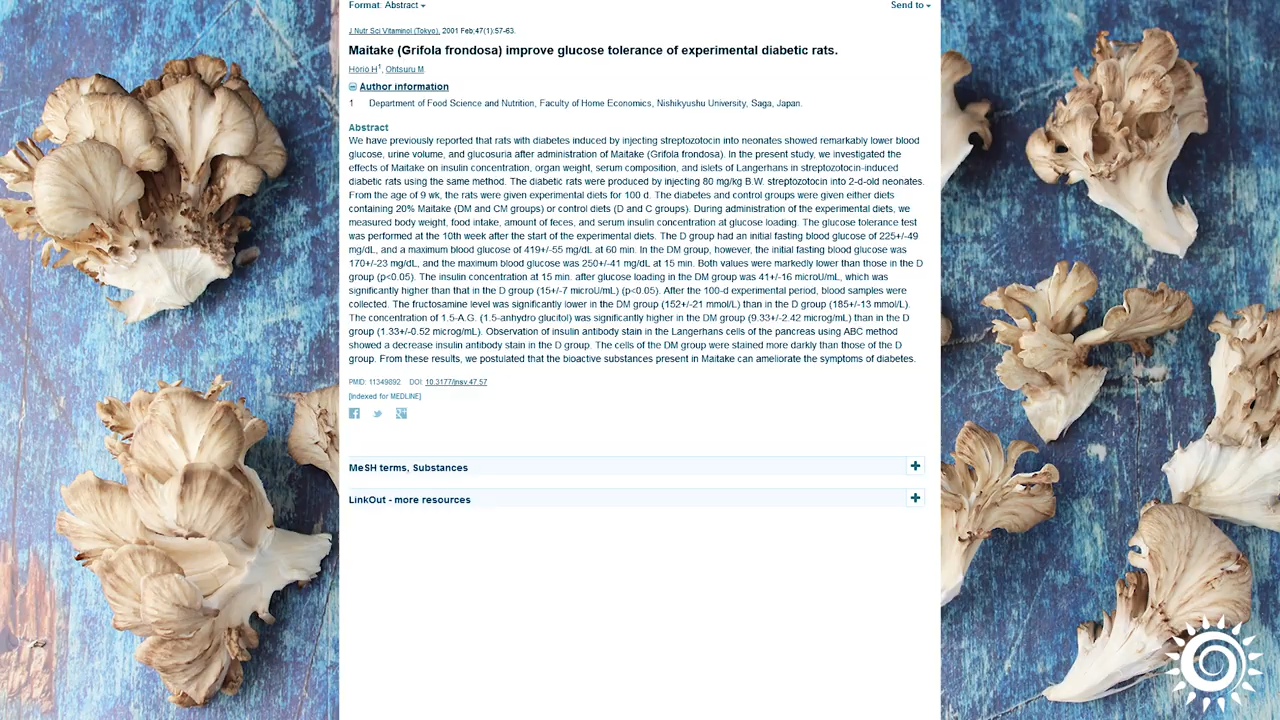 Format: Abstract
Send to
J Nutr Sci Vitaminol (Tokyo). 2001 Feb;47(1):57-63.
Maitake (Grifola frondosa) improve glucose tolerance of experimental diabetic rats.
Horio H1, Ohtsuru M.
Author information
1 Department of Food Science and Nutrition, Faculty of Home Economics, Nishikyushu University, Saga, Japan.
Abstract
We have previously reported that rats with diabetes induced by injecting streptozotocin into neonates showed remarkably lower blood
glucose, urine volume, and glucosuria after administration of Maitake (Grifola frondosa). In the present study, we investigated the
effects of Maitake on insulin concentration, organ weight, serum composition, and islets of Langerhans in streptozotocin-induced
diabetic rats using the same method. The diabetic rats were produced by injecting 80 mg/kg B.W. streptozotocin into 2-d-old neonates.
From the age of 9 wk, the rats were given experimental diets for 100 d. The diabetes and control groups were given either diets
containing 20% Maitake (DM and CM groups) or control diets (D and C groups). During administration of the experimental diets, we
measured body weight, food intake, amount of feces, and serum insulin concentration at glucose loading. The glucose tolerance test
was performed at the 10th week after the start of the experimental diets. The D group had an initial fasting blood glucose of 225+/-49
mg/dL, and a maximum blood glucose of 419+/-55 mg/dL at 60 min. In the DM group, however, the initial fasting blood glucose was
170+/-23 mg/dL, and the maximum blood glucose was 250+/-41 mg/dL at 15 min. Both values were markedly lower than those in the D
group (p<0.05). The insulin concentration at 15 min. after glucose loading in the DM group was 41+/-16 microU/mL, which was
significantly higher than that in the D group (15+/-7 microU/mL) (p<0.05). After the 100-d experimental period, blood samples were
collected. The fructosamine level was significantly lower in the DM group (152+/-21 mmol/L) than in the D group (185+/-13 mmol/L).
The concentration of 1.5-A.G. (1.5-anhydro glucitol) was significantly higher in the DM group (9.33+/-2.42 microg/mL) than in the D
group (1.33+/-0.52 microg/mL). Observation of insulin antibody stain in the Langerhans cells of the pancreas using ABC method
showed a decrease insulin antibody stain in the D group. The cells of the DM group were stained more darkly than those of the D
group. From these results, we postulated that the bioactive substances present in Maitake can ameliorate the symptoms of diabetes.
PMID: 11349892 DOI: 10.3177/jnsv.47.57
[Indexed for MEDLINE]
MeSH terms, Substances
LinkOut - more resources